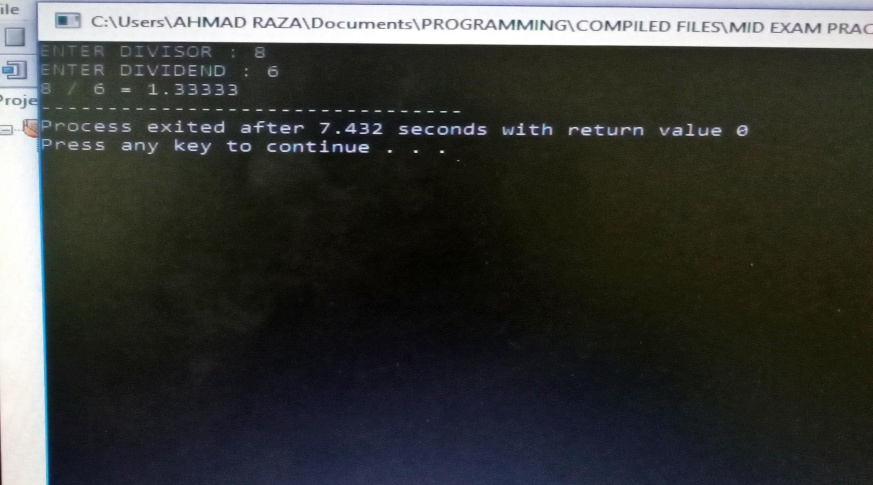 ile
C:\Users\AHMAD RAZA\Documents\PROGRAMMING\COMPILED FILES\MID EXAM PRAC
Proje
ENTER DIVISOR : 8
ENTER DIVIDEND : 6
8 / 6 = 1.33333
--------------------------------
Process exited after 7.432 seconds with return value 0
Press any key to continue . . .